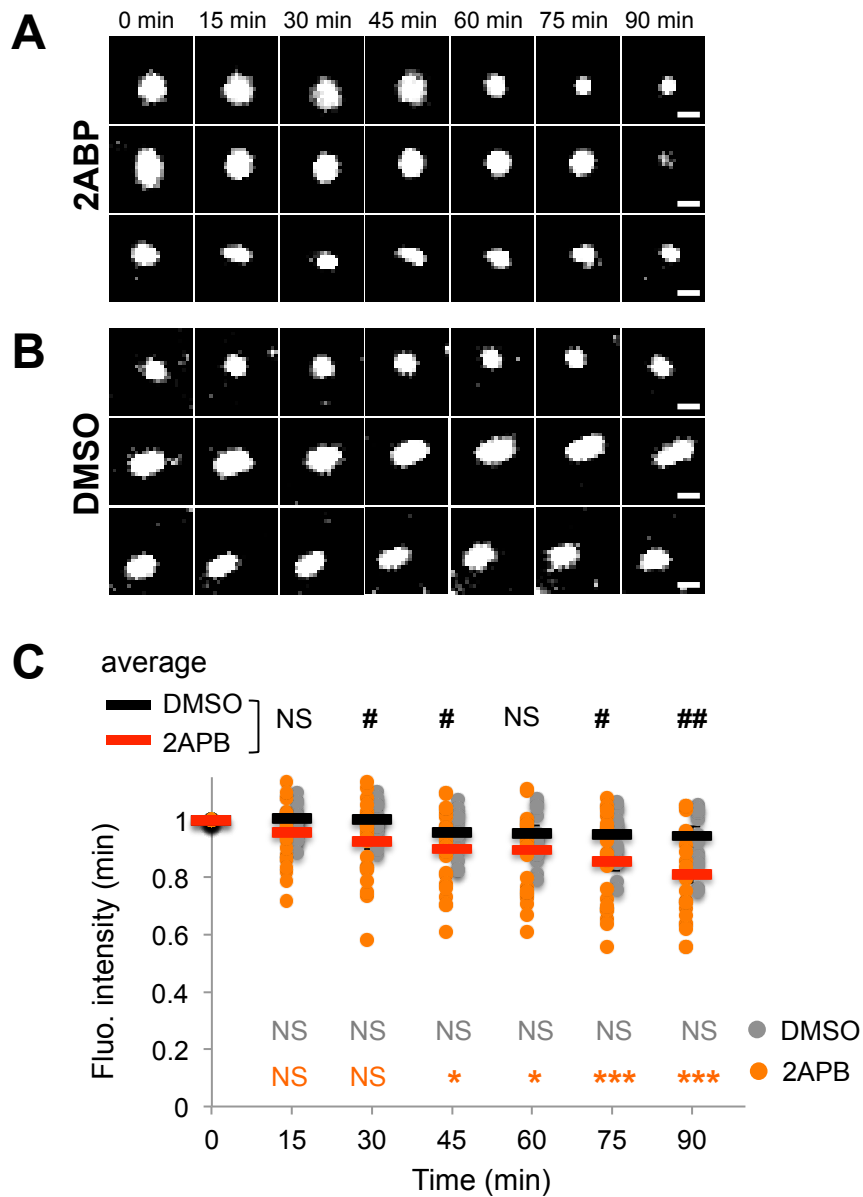 A
0 min 15 min 30 min 45 min 60 min 75 min 90 min
2ABP
B
DMSO
C
average
DMSO
2APB
NS # # NS # ##
Fluo. intensity (min)
1
0.8
0.6
0.4
0.2
0
NS NS NS NS NS NS
DMSO
NS NS * * *** ***
2APB
0 15 30 45 60 75 90
Time (min)